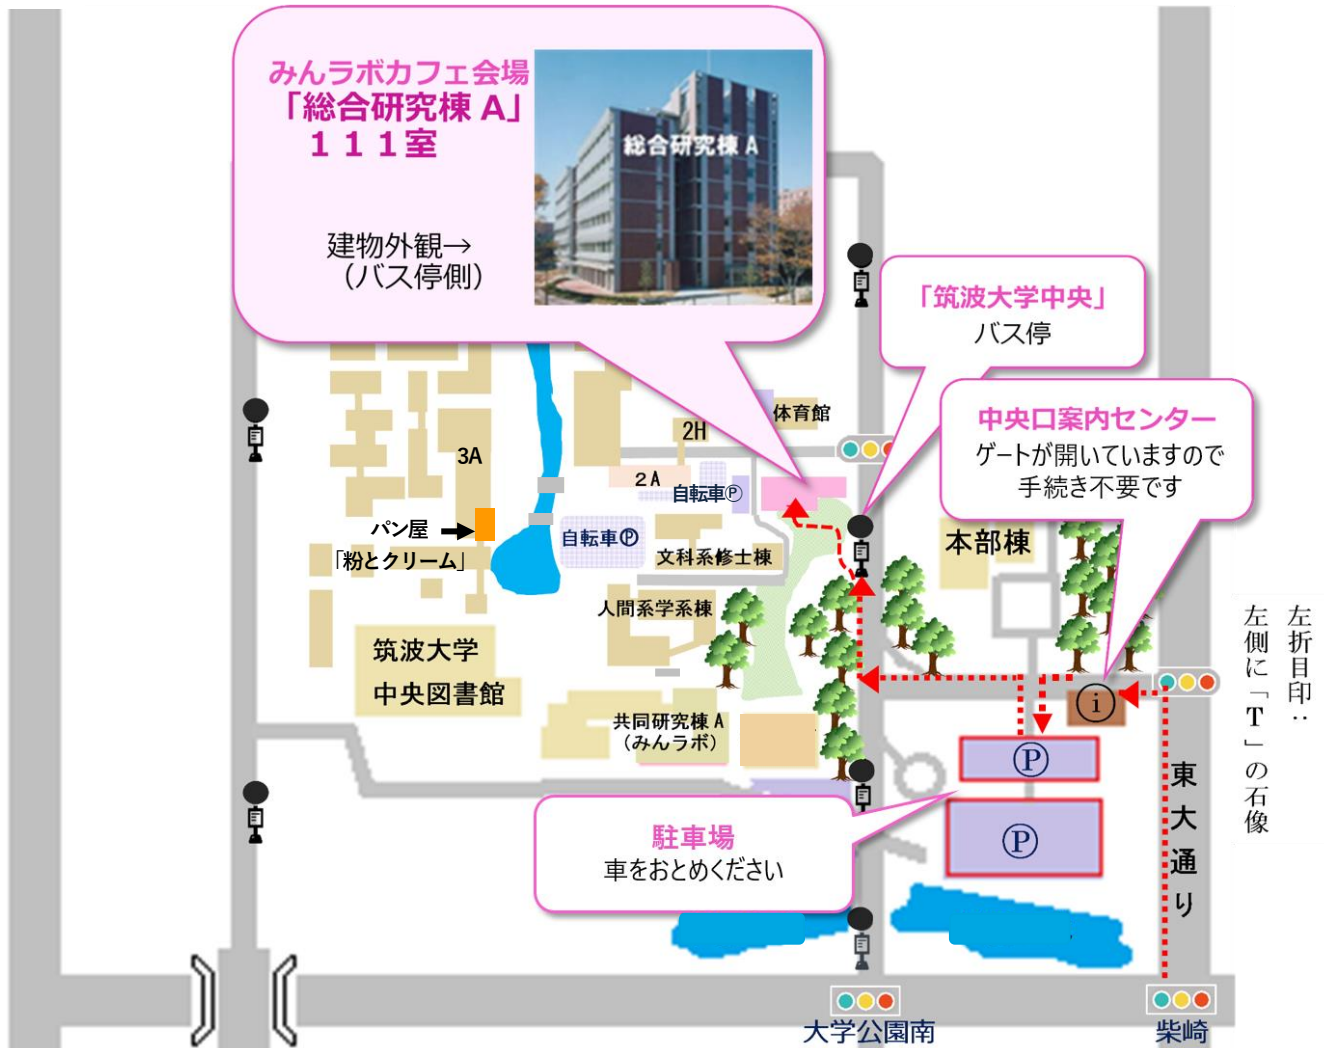 みんラボカフェ会場
「総合研究棟 A」
１１１室
建物外観→
（バス停側）
総合研究棟 A
「筑波大学中央」
バス停
中央口案内センター
ゲートが開いていますので
手続き不要です
体育館
2H
3A
2A
自転車Ⓟ
パン屋
「粉とクリーム」
自転車Ⓟ
文科系修士棟
本部棟
人間系学系棟
筑波大学
中央図書館
共同研究棟 A
（みんラボ）
i
Ⓟ
Ⓟ
駐車場
車をおとめください
東大通り
左折目印：
左側に「T」の石像
大学公園南
柴崎